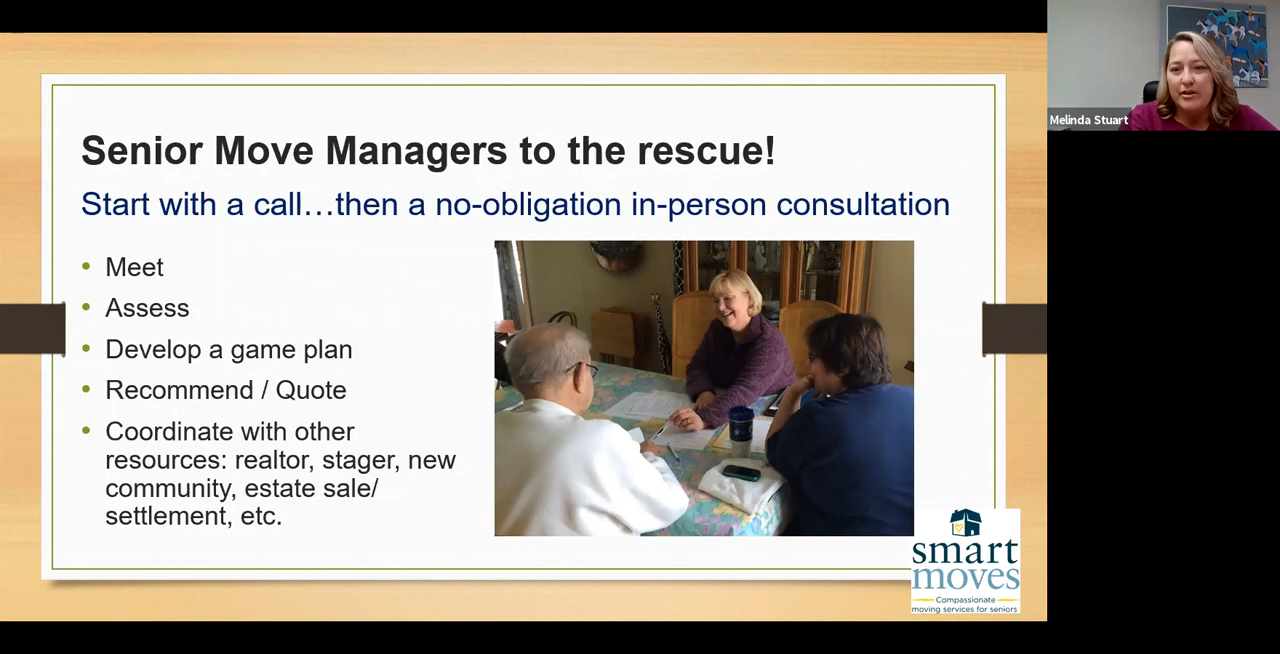 Senior Move Managers to the rescue!
Start with a call…then a no-obligation in-person consultation
• Meet
• Assess
• Develop a game plan
• Recommend / Quote
• Coordinate with other
resources: realtor, stager, new
community, estate sale/
settlement, etc.
smart
moves
Compassionate
moving services for seniors
Melinda Stuart